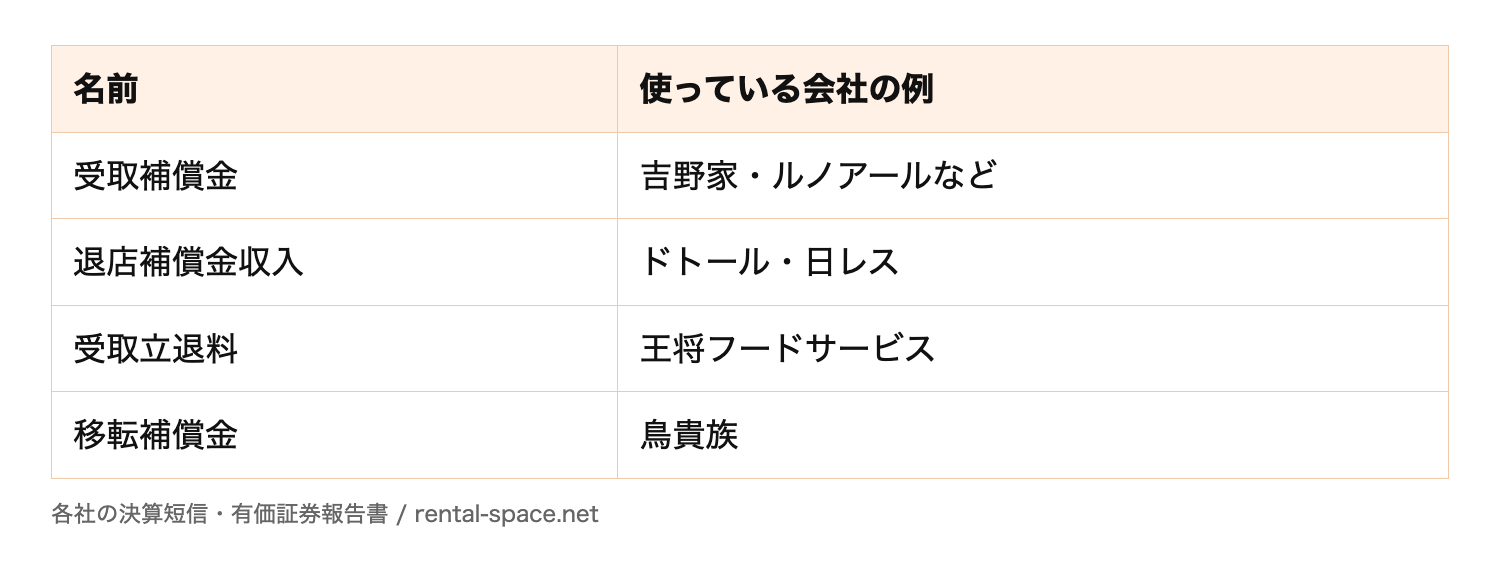 名前 使っている会社の例
受取補償金 吉野家・ルノアールなど
退店補償金収入 ドトール・日レス
受取立退料 王将フードサービス
移転補償金 鳥貴族
各社の決算短信・有価証券報告書 / rental-space.net